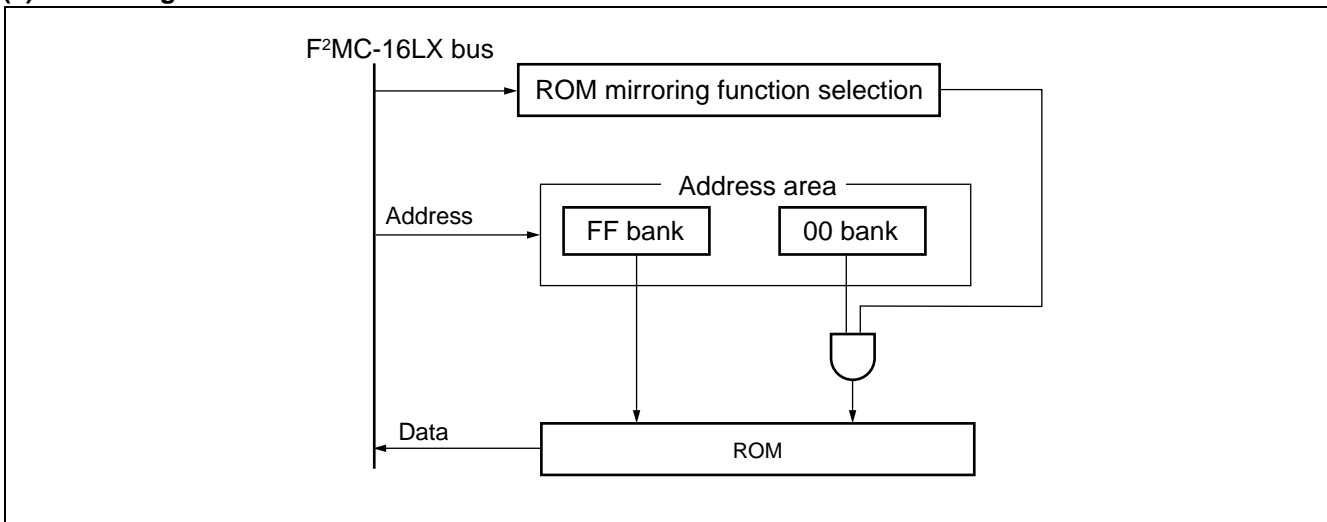 F²MC-16LX bus
ROM mirroring function selection
Address area
Address
FF bank
00 bank
Data
ROM